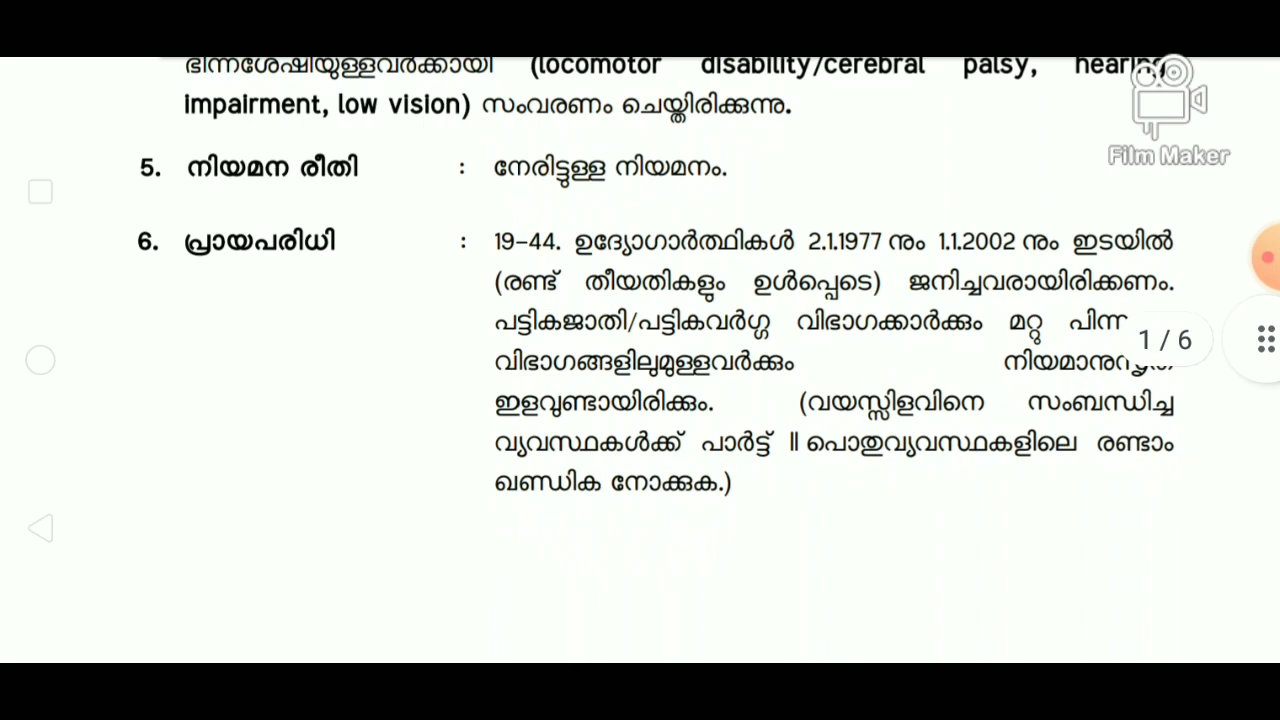 ഭിന്നശേഷിയുള്ളവർക്കായി (locomotor disability/cerebral palsy, hearing
impairment, low vision) സംവരണം ചെയ്തിരിക്കുന്നു.
Film Maker
5. നിയമന രീതി : നേരിട്ടുള്ള നിയമനം.
6. പ്രായപരിധി : 19-44. ഉദ്യോഗാർത്ഥികൾ 2.1.1977 നും 1.1.2002 നും ഇടയിൽ
(രണ്ട് തീയതികളും ഉൾപ്പെടെ) ജനിച്ചവരായിരിക്കണം.
പട്ടികജാതി/പട്ടികവർഗ്ഗ വിഭാഗക്കാർക്കും മറ്റു പിന്ന
1 / 6
വിഭാഗങ്ങളിലുമുള്ളവർക്കും
ഇളവുണ്ടായിരിക്കും. (വയസ്സിളവിനെ സംബന്ധിച്ച
വ്യവസ്ഥകൾക്ക് പാർട്ട് II പൊതുവ്യവസ്ഥകളിലെ രണ്ടാം
ഖണ്ഡിക നോക്കുക.)